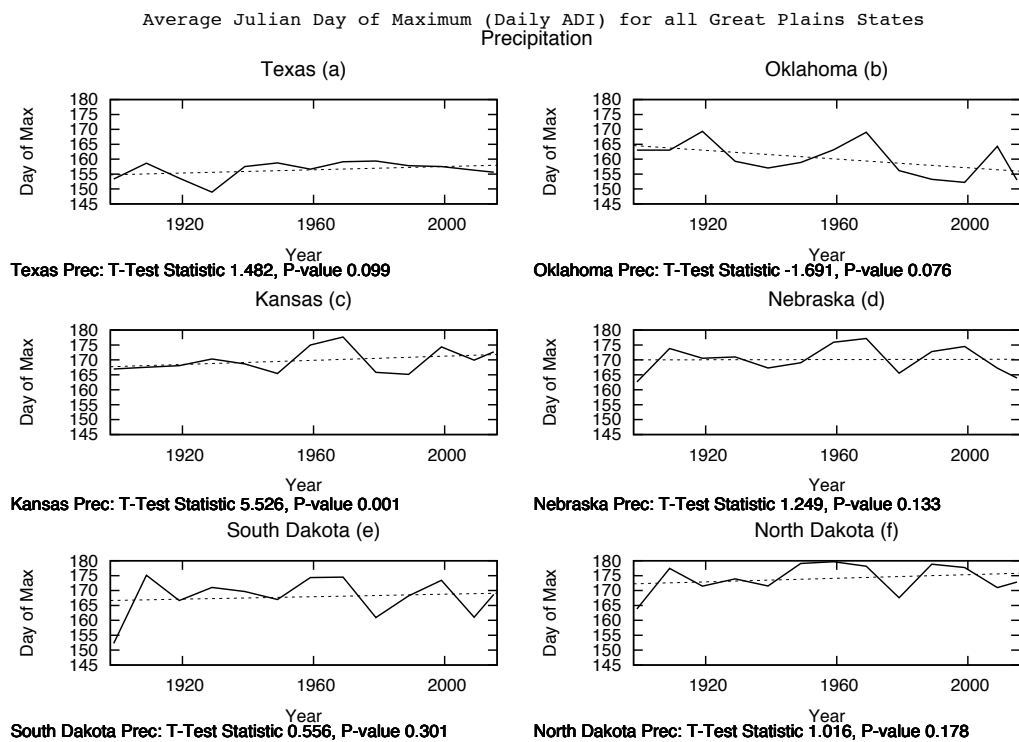 Average Julian Day of Maximum (Daily ADI) for all Great Plains States
Precipitation
Texas (a)
Day of Max
180
175
170
165
160
155
150
145
1920 1960 2000
Year
Texas Prec: T-Test Statistic 1.482, P-value 0.099
Oklahoma (b)
Day of Max
180
175
170
165
160
155
150
145
1920 1960 2000
Year
Oklahoma Prec: T-Test Statistic -1.691, P-value 0.076
Kansas (c)
Day of Max
180
175
170
165
160
155
150
145
1920 1960 2000
Year
Kansas Prec: T-Test Statistic 5.526, P-value 0.001
Nebraska (d)
Day of Max
180
175
170
165
160
155
150
145
1920 1960 2000
Year
Nebraska Prec: T-Test Statistic 1.249, P-value 0.133
South Dakota (e)
Day of Max
180
175
170
165
160
155
150
145
1920 1960 2000
Year
South Dakota Prec: T-Test Statistic 0.556, P-value 0.301
North Dakota (f)
Day of Max
180
175
170
165
160
155
150
145
1920 1960 2000
Year
North Dakota Prec: T-Test Statistic 1.016, P-value 0.178